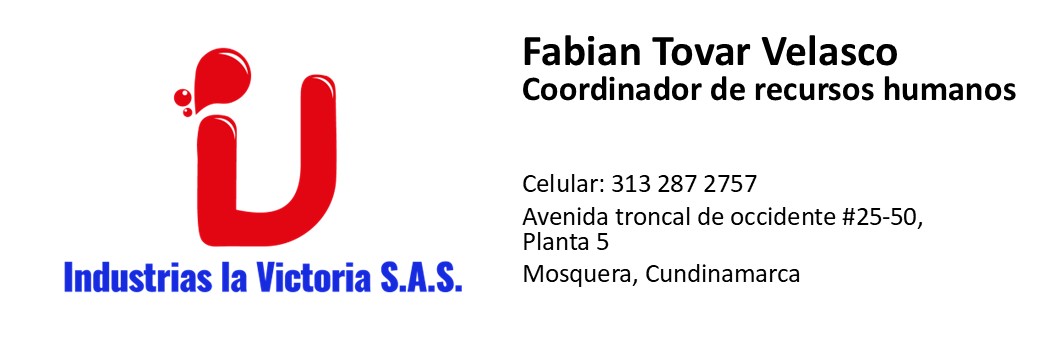 Industrias la Victoria S.A.S.
Fabian Tovar Velasco
Coordinador de recursos humanos
Celular: 313 287 2757
Avenida troncal de occidente #25-50,
Planta 5
Mosquera, Cundinamarca